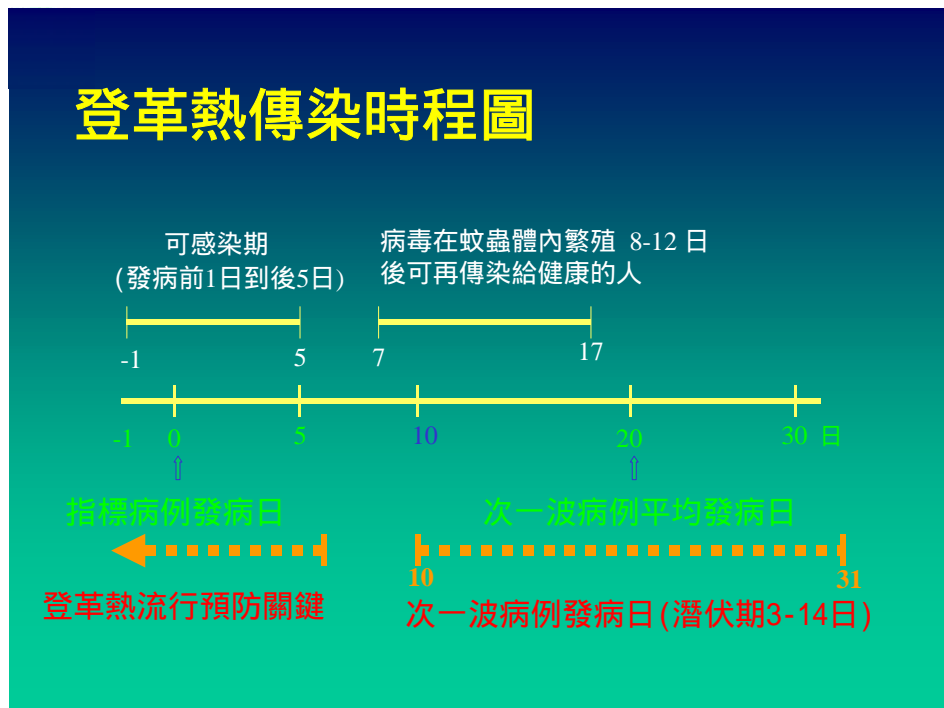 登革熱傳染時程圖
可感染期
(發病前1日到後5日)
病毒在蚊蟲體內繁殖 8-12 日
後可再傳染給健康的人
-1 5 7 17
-1 0 5 10 20 30 日
指標病例發病日
次一波病例平均發病日
10 31
登革熱流行預防關鍵
次一波病例發病日(潛伏期3-14日)